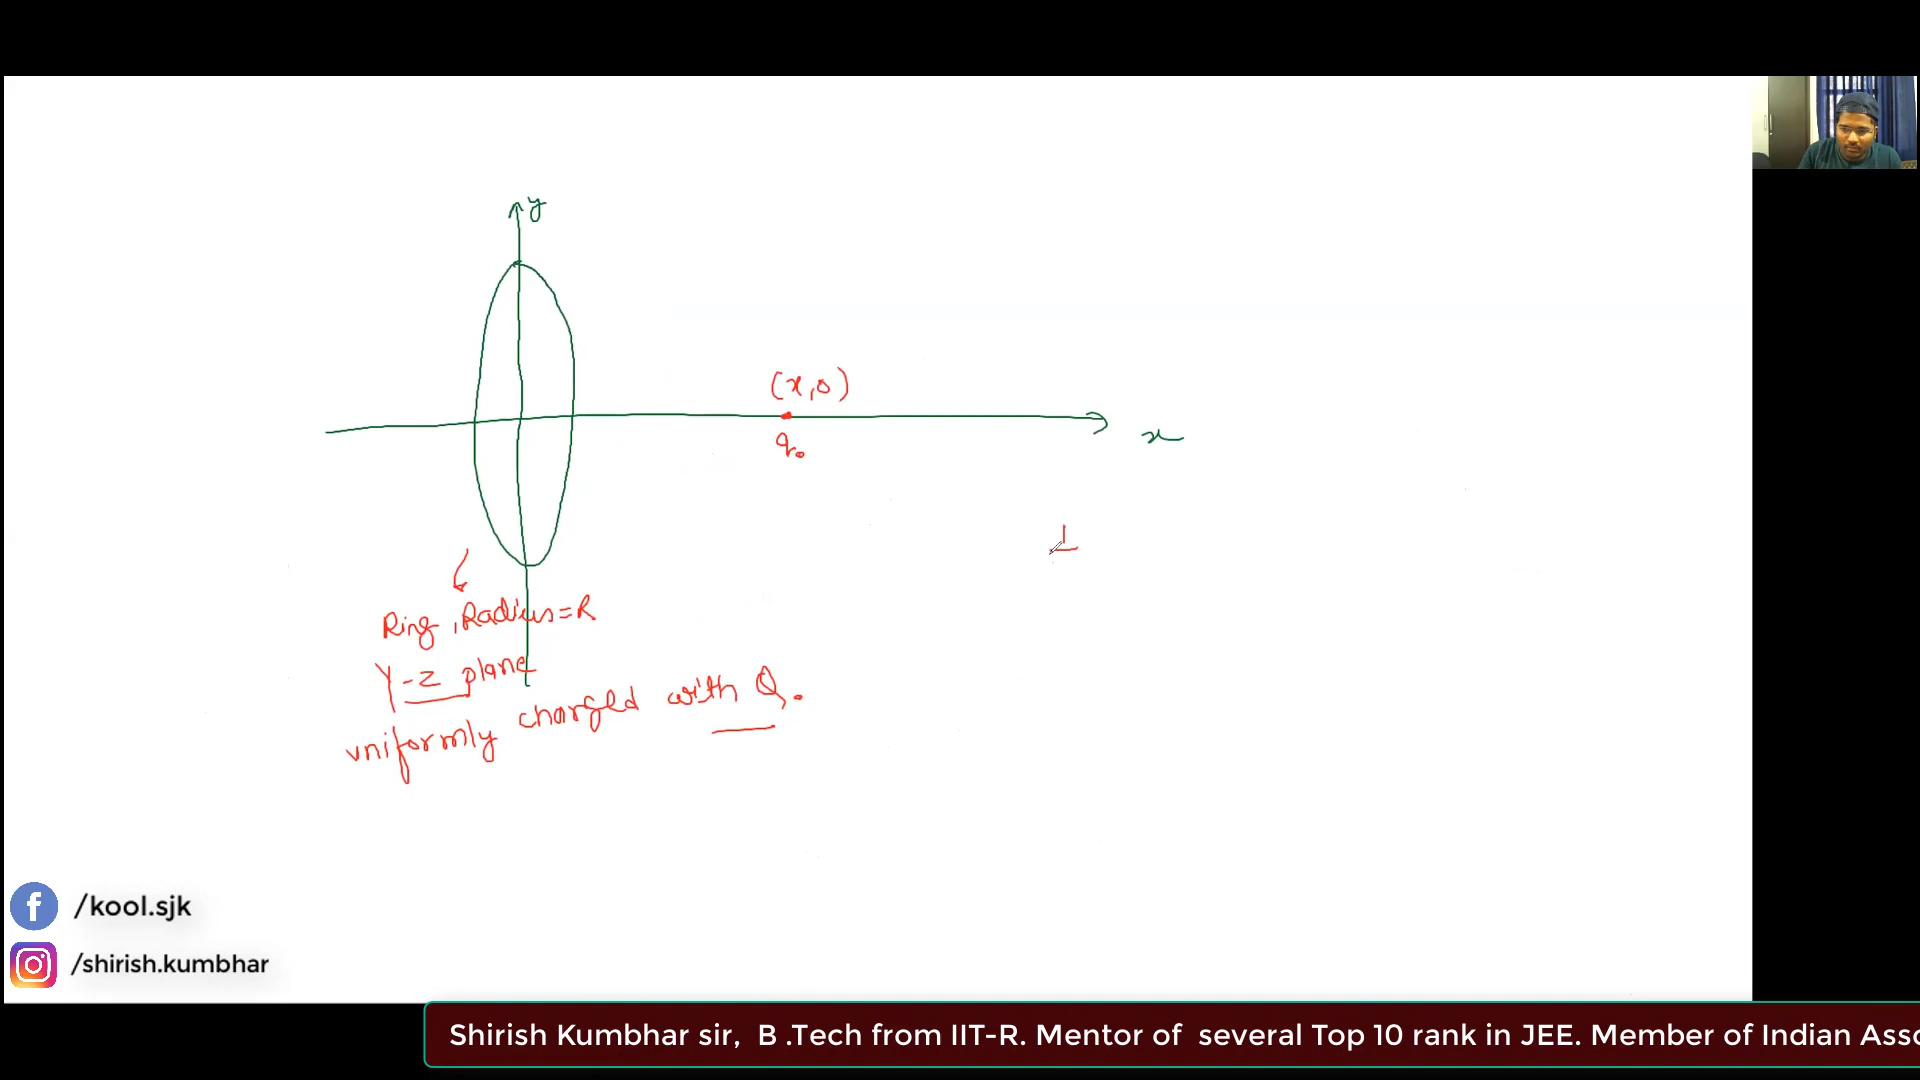 y
(x,0)
q₀
x
Ring, Radius=R
Y-Z plane
uniformly charged with Q.
/kool.sjk
/shirish.kumbhar
Shirish Kumbhar sir, B .Tech from IIT-R. Mentor of several Top 10 rank in JEE. Member of Indian Asso